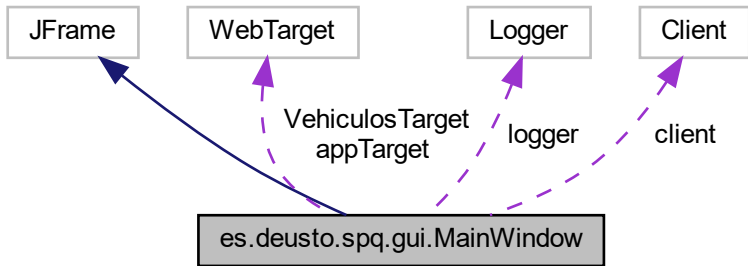 JFrame
WebTarget
Logger
Client
VehiculosTarget
appTarget
logger
client
es.deusto.spq.gui.MainWindow